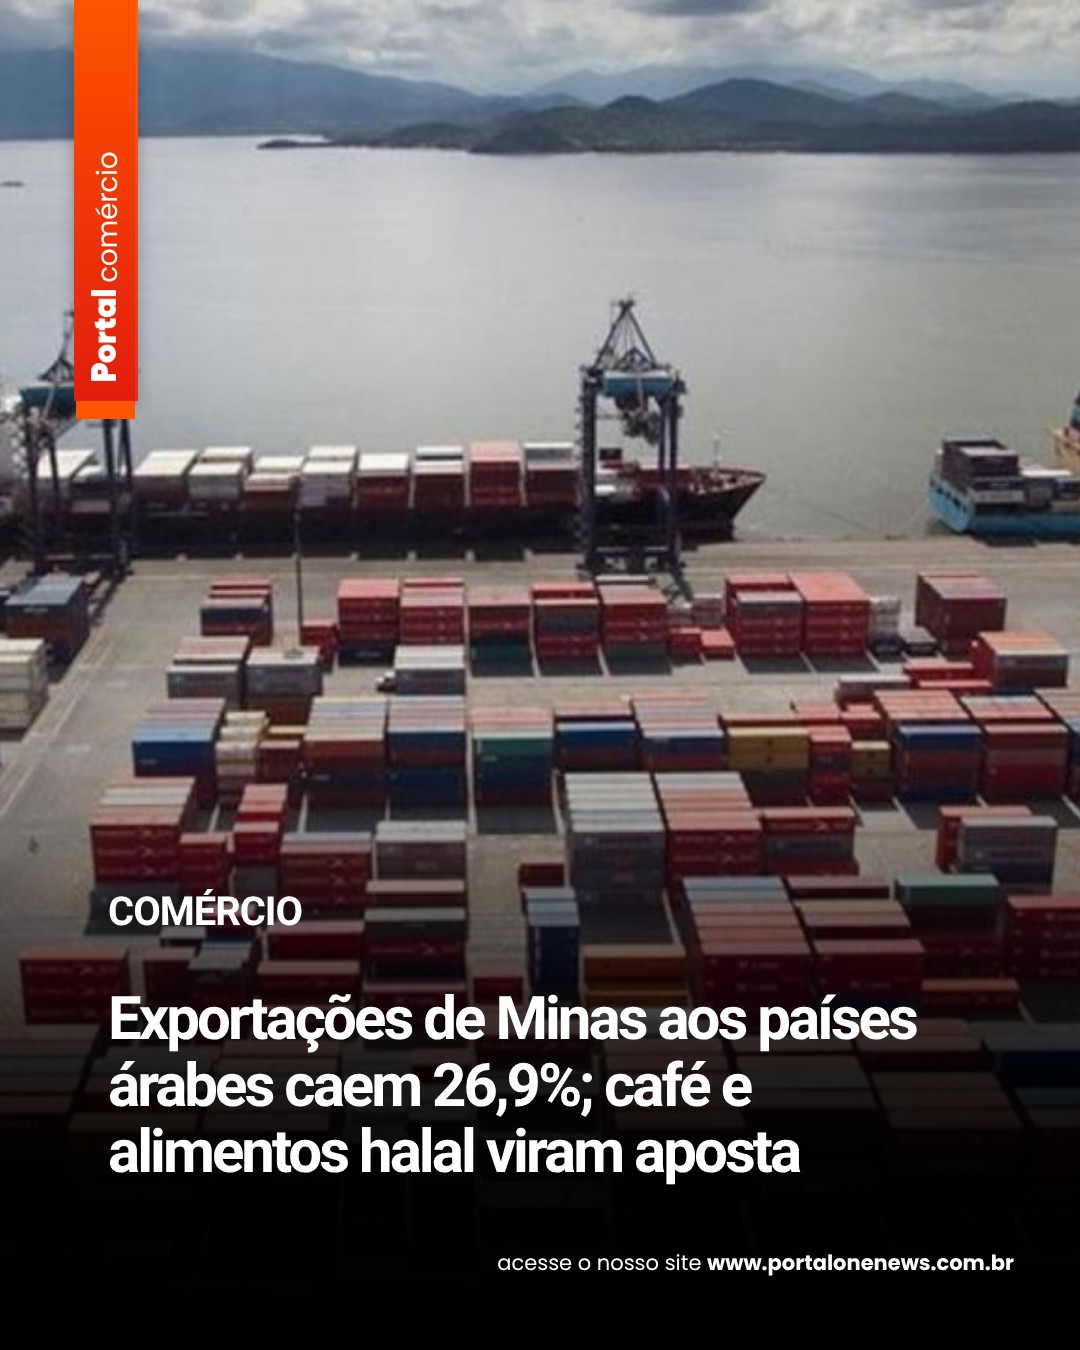 Portal comércio
COMÉRCIO
Exportações de Minas aos países
árabes caem 26,9%; café e
alimentos halal viram aposta
acesse o nosso site www.portalonenews.com.br